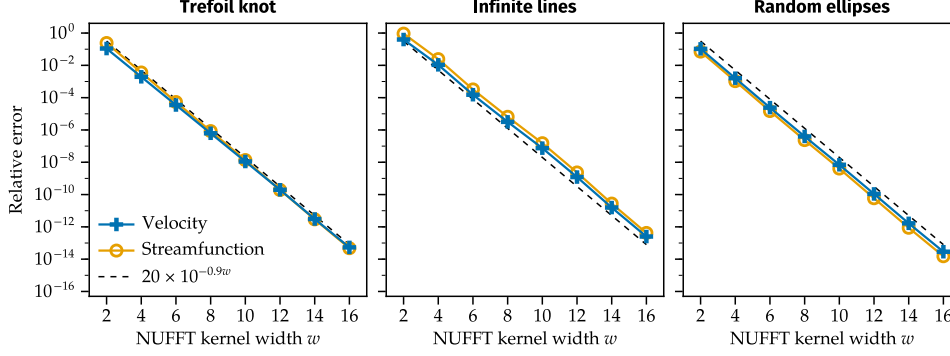 Trefoil knot
Infinite lines
Random ellipses
Relative error
10⁰
10⁻²
10⁻⁴
10⁻⁶
10⁻⁸
10⁻¹⁰
10⁻¹²
10⁻¹⁴
10⁻¹⁶
Velocity
Streamfunction
20 × 10⁻⁰·⁹ʷ
2 4 6 8 10 12 14 16
2 4 6 8 10 12 14 16
2 4 6 8 10 12 14 16
NUFFT kernel width w
NUFFT kernel width w
NUFFT kernel width w